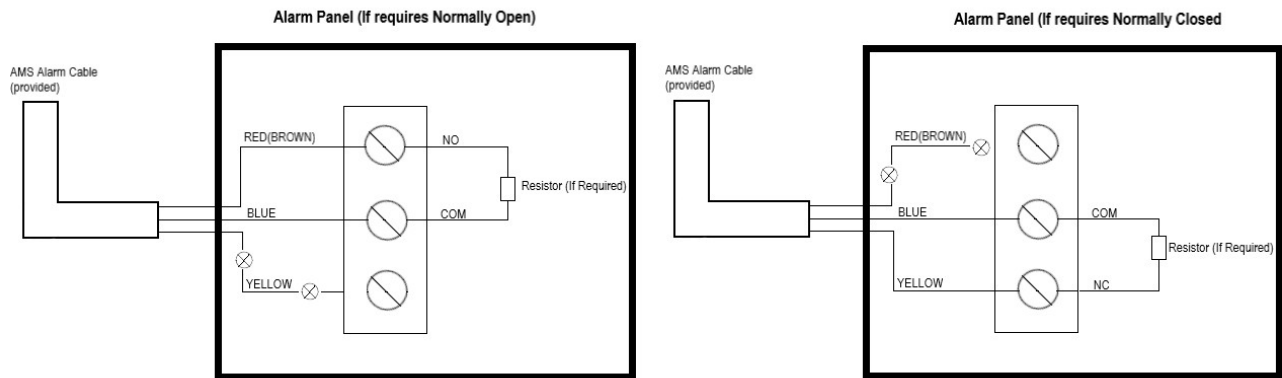 Alarm Panel (If requires Normally Open)
AMS Alarm Cable
(provided)
RED(BROWN)
NO
Resistor (If Required)
BLUE
COM
YELLOW
Alarm Panel (If requires Normally Closed
AMS Alarm Cable
(provided)
RED(BROWN)
BLUE
COM
Resistor (If Required)
YELLOW
NC